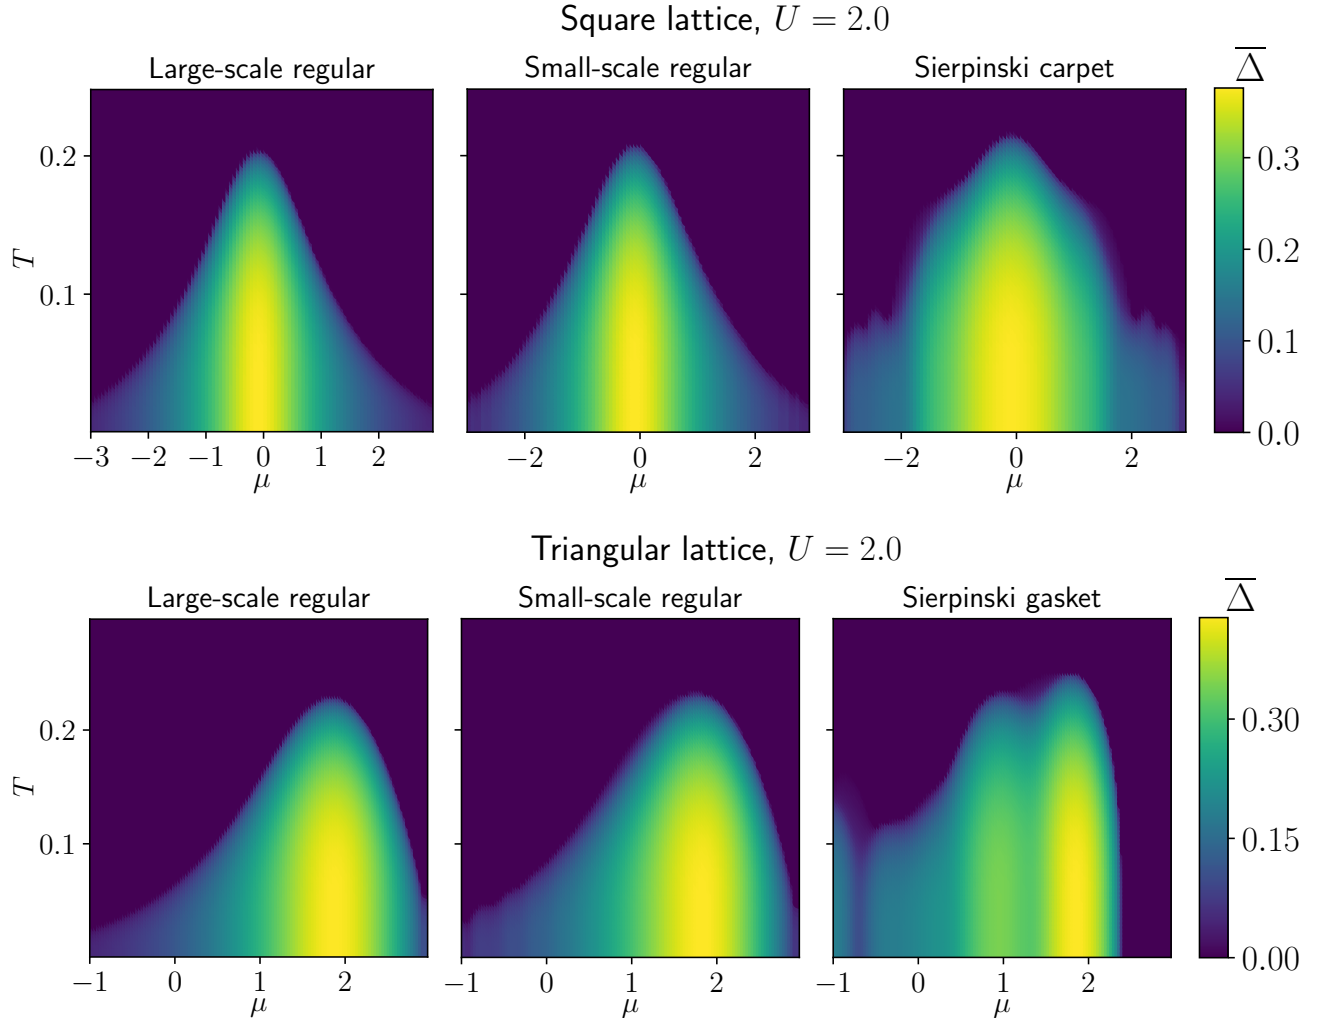 Square lattice, U = 2.0
Large-scale regular
Small-scale regular
Sierpinski carpet
Δ̅
T
0.2
0.1
0.3
0.2
0.1
0.0
−3 −2 −1 0 1 2
−2 0 2
−2 0 2
μ
μ
μ
Triangular lattice, U = 2.0
Large-scale regular
Small-scale regular
Sierpinski gasket
Δ̅
T
0.2
0.1
0.30
0.15
0.00
−1 0 1 2
−1 0 1 2
−1 0 1 2
μ
μ
μ